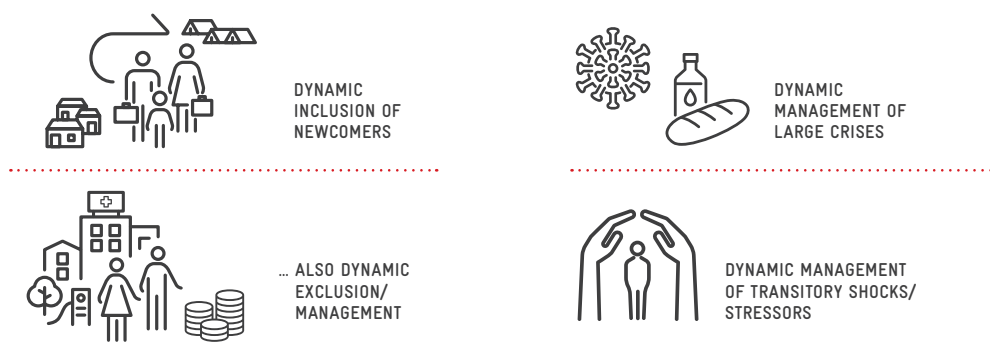 DYNAMIC
INCLUSION OF
NEWCOMERS
DYNAMIC
MANAGEMENT OF
LARGE CRISES
... ALSO DYNAMIC
EXCLUSION/
MANAGEMENT
DYNAMIC MANAGEMENT
OF TRANSITORY SHOCKS/
STRESSORS